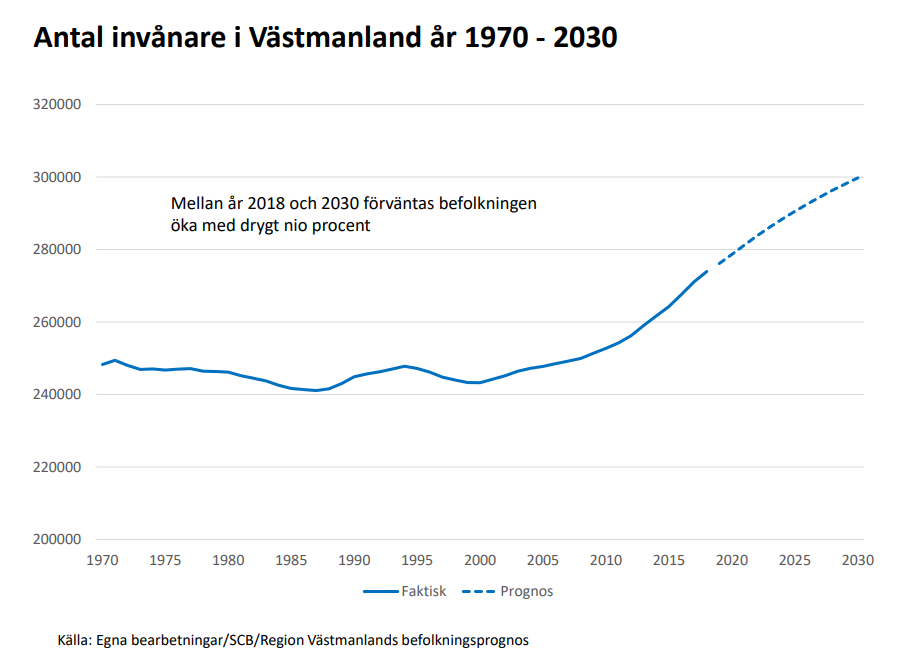 Antal invånare i Västmanland år 1970 - 2030
320000
300000
Mellan år 2018 och 2030 förväntas befolkningen
öka med drygt nio procent
280000
260000
240000
220000
200000
1970 1975 1980 1985 1990 1995 2000 2005 2010 2015 2020 2025 2030
Faktisk Prognos
Källa: Egna bearbetningar/SCB/Region Västmanlands befolkningsprognos